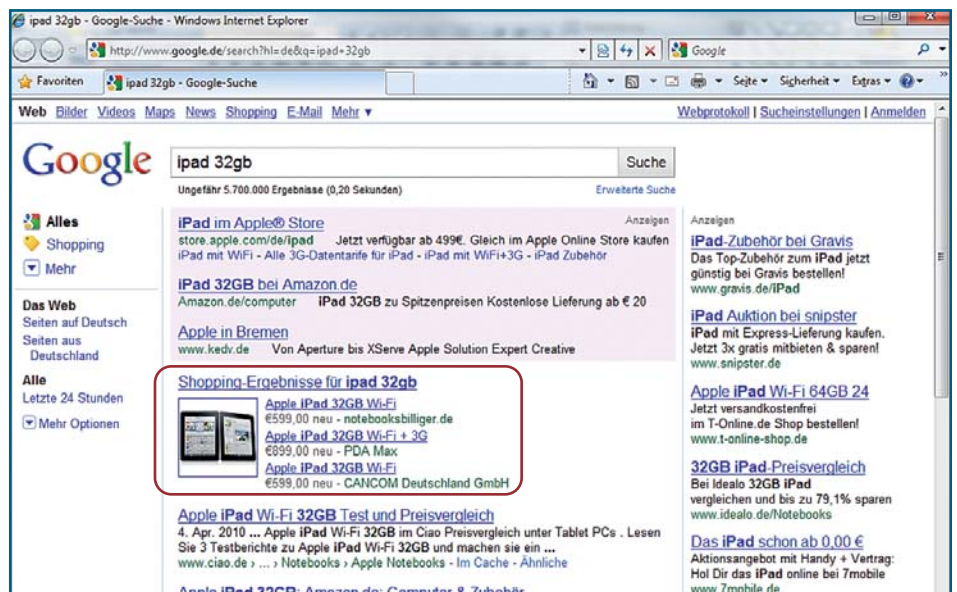 ipad 32gb - Google-Suche - Windows Internet Explorer
http://www.google.de/search?hl=de&q=ipad+32gb
Google
Favoriten
ipad 32gb - Google-Suche
Seite Sicherheit Extras
Web Bilder Videos Maps News Shopping E-Mail Mehr ▼
Webprotokoll | Sucheinstellungen | Anmelden
Google
ipad 32gb
Suche
Ungefähr 5.700.000 Ergebnisse (0,20 Sekunden)
Erweiterte Suche
Alles
Shopping
Mehr
Das Web
Seiten auf Deutsch
Seiten aus
Deutschland
Alle
Letzte 24 Stunden
Mehr Optionen
Anzeigen
iPad im Apple® Store
store.apple.com/de/ipad Jetzt verfügbar ab 499€. Gleich im Apple Online Store kaufen
iPad mit WiFi - Alle 3G-Datentarife für iPad - iPad mit WiFi+3G - iPad Zubehör
iPad 32GB bei Amazon.de
Amazon.de/computer iPad 32GB zu Spitzenpreisen Kostenlose Lieferung ab € 20
Apple in Bremen
www.kedv.de Von Aperture bis XServe Apple Solution Expert Creative
Shopping-Ergebnisse für ipad 32gb
Apple iPad 32GB Wi-Fi
€599,00 neu - notebooksbilliger.de
Apple iPad 32GB Wi-Fi + 3G
€899,00 neu - PDA Max
Apple iPad 32GB Wi-Fi
€599,00 neu - CANCOM Deutschland GmbH
Apple iPad Wi-Fi 32GB Test und Preisvergleich
4. Apr. 2010 ... Apple iPad Wi-Fi 32GB im Ciao Preisvergleich unter Tablet PCs . Lesen
Sie 3 Testberichte zu Apple iPad Wi-Fi 32GB und machen sie ein ...
www.ciao.de › ... › Notebooks › Apple Notebooks - Im Cache - Ähnliche
Apple iPad 32GB: Amazon.de: Computer & Zubehör
Anzeigen
iPad-Zubehör bei Gravis
Das Top-Zubehör zum iPad jetzt
günstig bei Gravis bestellen!
www.gravis.de/iPad
iPad Auktion bei snipster
iPad mit Express-Lieferung kaufen.
Jetzt 3x gratis mitbieten & sparen!
www.snipster.de
Apple iPad Wi-Fi 64GB 24
Jetzt versandkostenfrei
im T-Online.de Shop bestellen!
www.t-online-shop.de
32GB iPad-Preisvergleich
Bei Idealo 32GB iPad
vergleichen und bis zu 79,1% sparen
www.idealo.de/Notebooks
Das iPad schon ab 0,00 €
Aktionsangebot mit Handy + Vertrag:
Hol Dir das iPad online bei 7mobile
www.7mobile.de